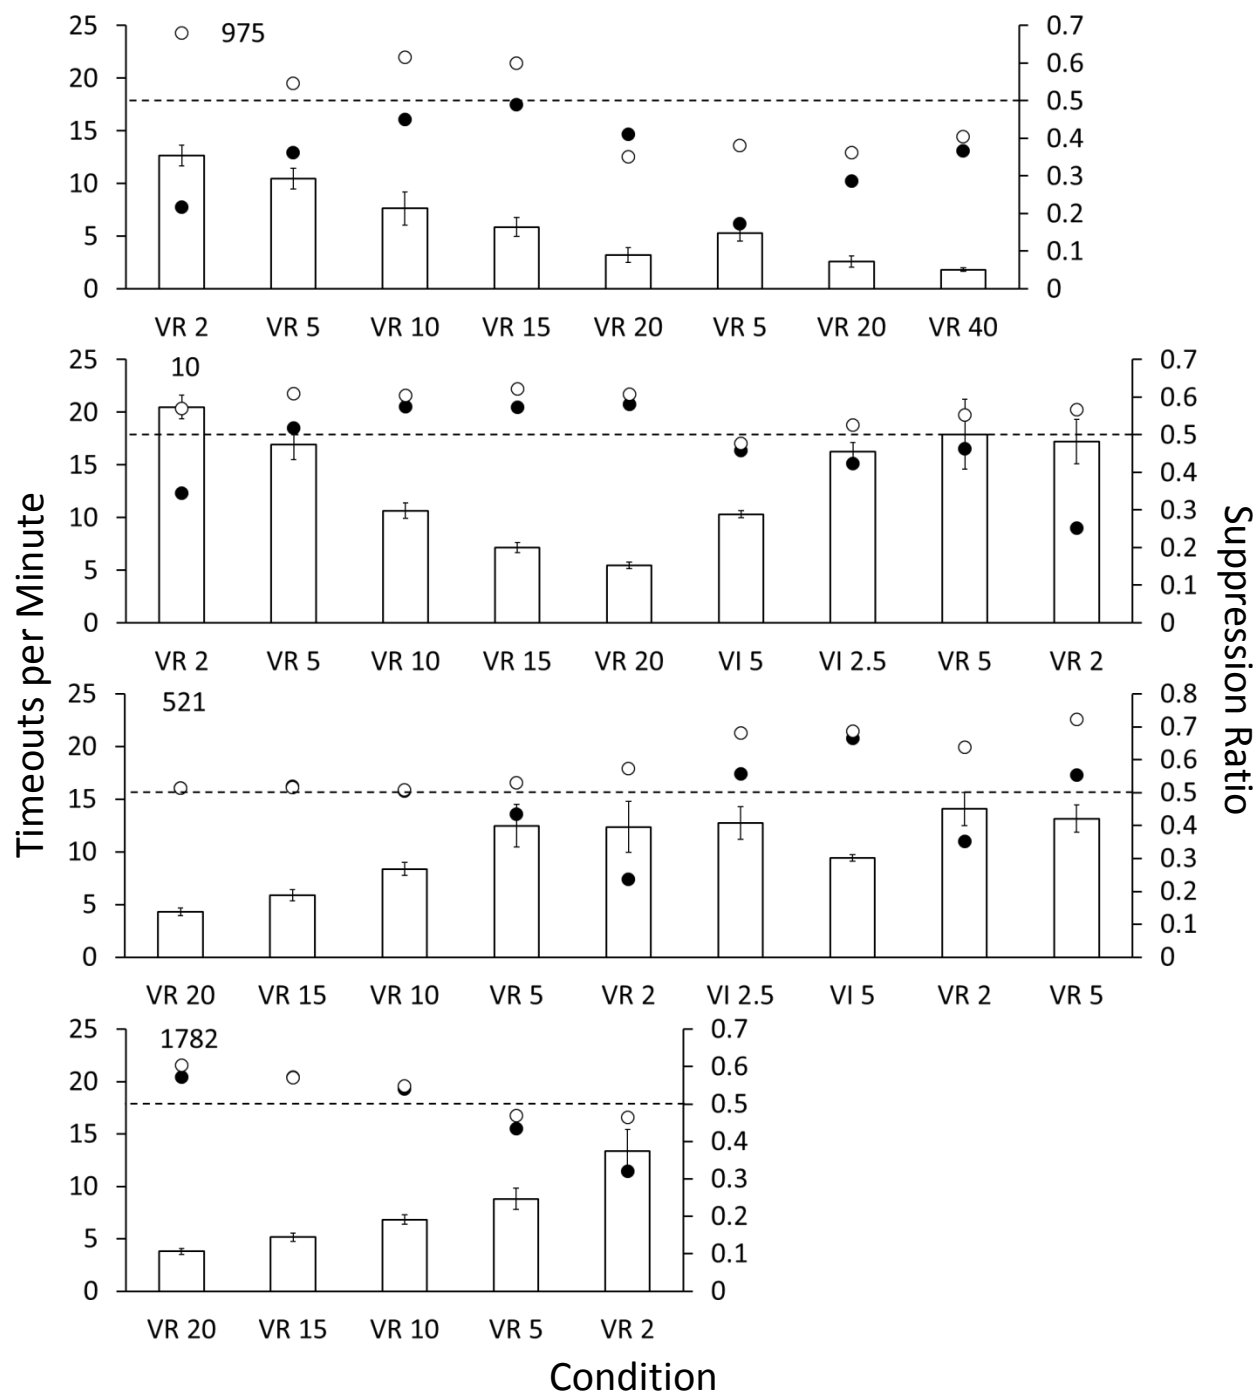 975
25 20 15 10 5 0
0.7 0.6 0.5 0.4 0.3 0.2 0.1 0
VR 2 VR 5 VR 10 VR 15 VR 20 VR 5 VR 20 VR 40
10
25 20 15 10 5 0
0.7 0.6 0.5 0.4 0.3 0.2 0.1 0
VR 2 VR 5 VR 10 VR 15 VR 20 VI 5 VI 2.5 VR 5 VR 2
Timeouts per Minute
Suppression Ratio
521
25 20 15 10 5 0
0.8 0.7 0.6 0.5 0.4 0.3 0.2 0.1 0
VR 20 VR 15 VR 10 VR 5 VR 2 VI 2.5 VI 5 VR 2 VR 5
1782
25 20 15 10 5 0
0.7 0.6 0.5 0.4 0.3 0.2 0.1 0
VR 20 VR 15 VR 10 VR 5 VR 2
Condition